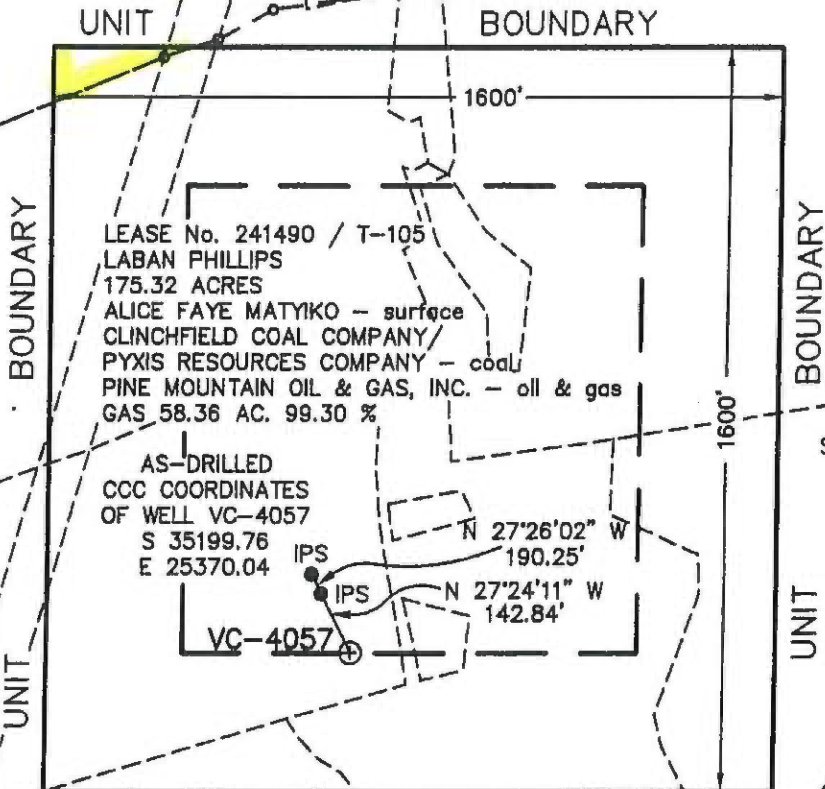 UNIT BOUNDARY
1600'
BOUNDARY
BOUNDARY
LEASE No. 241490 / T-105
LABAN PHILLIPS
175.32 ACRES
ALICE FAYE MATYIKO - surface
CLINCHFIELD COAL COMPANY/
PYXIS RESOURCES COMPANY - coal
PINE MOUNTAIN OIL & GAS, INC. - oil & gas
GAS 58.36 AC. 99.30 %
1600'
AS-DRILLED
CCC COORDINATES
OF WELL VC-4057
S 35199.76
E 25370.04
IPS
N 27°26'02" W
190.25'
IPS
N 27°24'11" W
142.84'
VC-4057
UNIT
UNIT
S